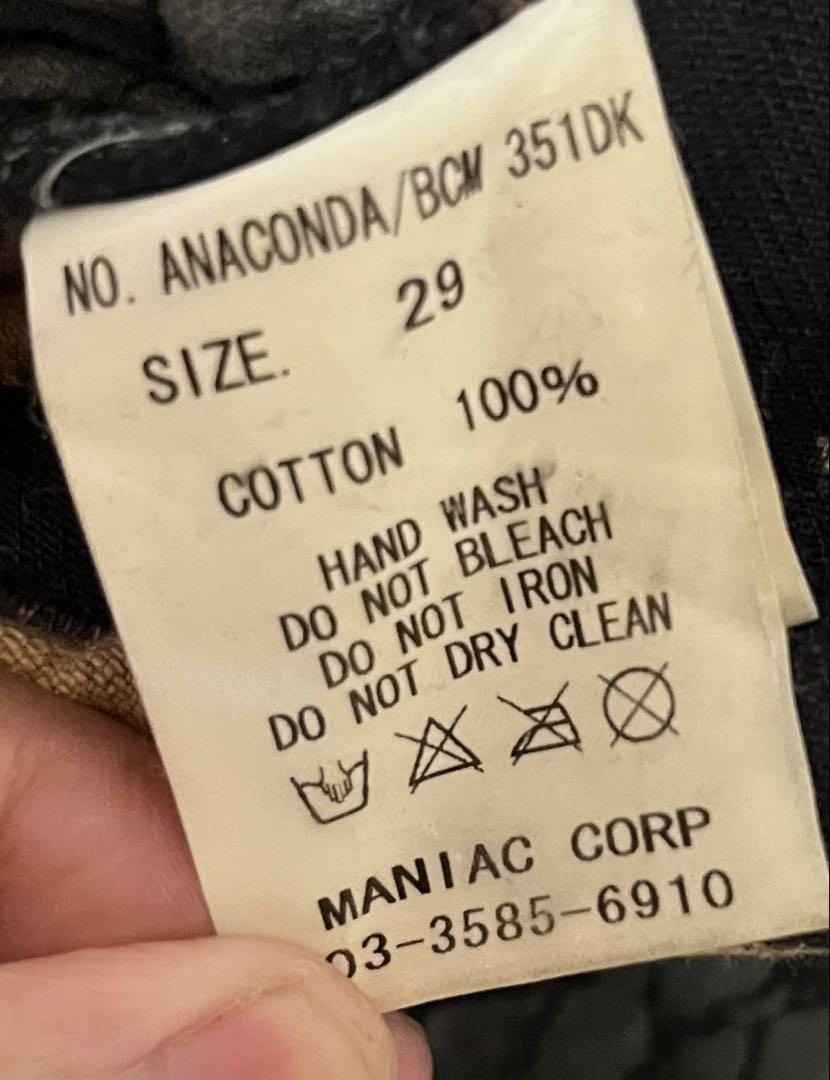 NO. ANACONDA/BCM 351DK
SIZE. 29
COTTON 100%
HAND WASH
DO NOT BLEACH
DO NOT IRON
DO NOT DRY CLEAN
MANIAC CORP
03-3585-6910